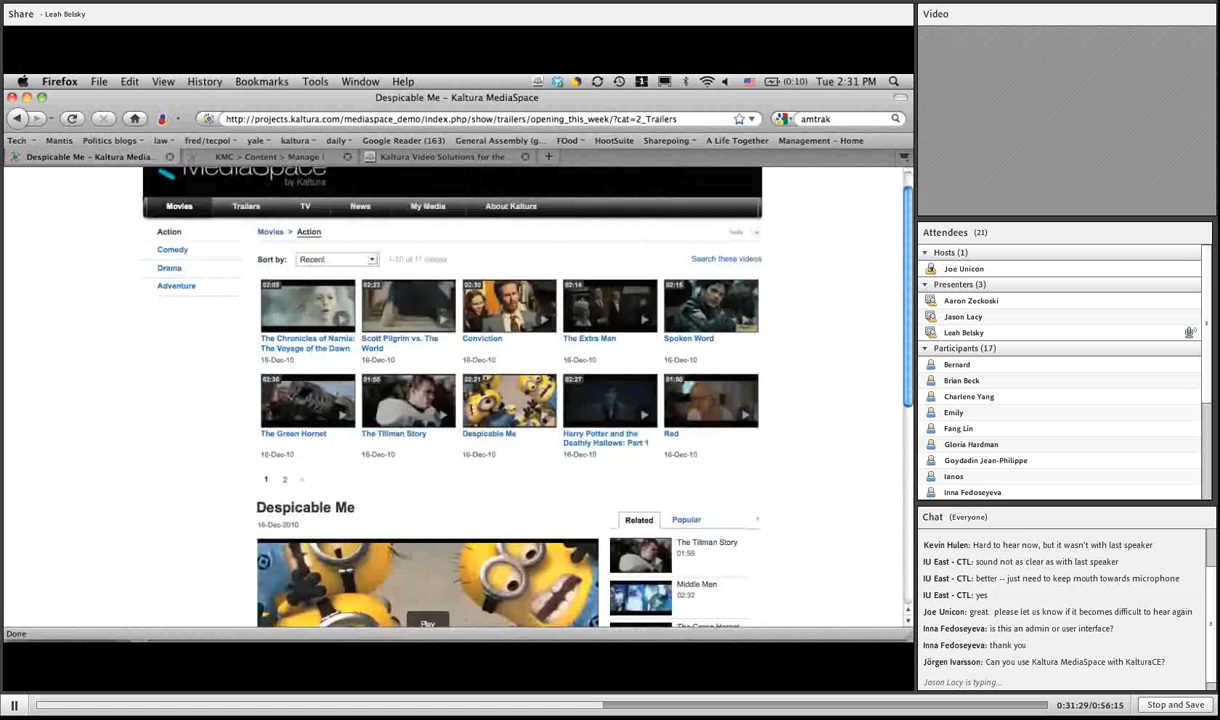 Share - Leah Belsky
Video
Firefox File Edit View History Bookmarks Tools Window Help (0:10) Tue 2:31 PM
Despicable Me – Kaltura MediaSpace
http://projects.kaltura.com/mediaspace_demo/index.php/show/trailers/opening_this_week/?cat=2_Trailers
amtrak
Tech Mantis Politics blogs law fred/tecpol yale kaltura daily Google Reader (163) General Assembly (g... FOod HootSuite Sharepoing A Life Together Management – Home
Despicable Me – Kaltura Media...
KMC > Content > Manage
Kaltura Video Solutions for the...
MediaSpace
by Kaltura
Movies Trailers TV News My Media About Kaltura
Action
Comedy
Drama
Adventure
Movies > Action
Sort by: Recent
Search these videos
02:05 02:23 02:30 02:14 02:15
The Chronicles of Narnia: The Voyage of the Dawn
16-Dec-10
Scott Pilgrim vs. The World
16-Dec-10
Conviction
16-Dec-10
The Extra Man
16-Dec-10
Spoken Word
16-Dec-10
02:30 01:55 02:21 02:27 01:50
The Green Hornet
16-Dec-10
The Tillman Story
16-Dec-10
Despicable Me
16-Dec-10
Harry Potter and the Deathly Hallows: Part 1
16-Dec-10
Red
16-Dec-10
1 2
Despicable Me
16-Dec-2010
Play
Related Popular
The Tillman Story
01:55
Middle Men
02:32
The Green Hornet
Done
Attendees (21)
Hosts (1)
Joe Unicon
Presenters (3)
Aaron Zeckoski
Jason Lacy
Leah Belsky
Participants (17)
Bernard
Brian Beck
Charlene Yang
Emily
Fang Lin
Gloria Hardman
Goydadin Jean-Philippe
Ianos
Inna Fedoseyeva
Chat (Everyone)
Kevin Hulen: Hard to hear now, but it wasn't with last speaker
IU East - CTL: sound not as clear as with last speaker
IU East - CTL: better -- just need to keep mouth towards microphone
IU East - CTL: yes
Joe Unicon: great. please let us know if it becomes difficult to hear again
Inna Fedoseyeva: is this an admin or user interface?
Inna Fedoseyeva: thank you
Jörgen Ivarsson: Can you use Kaltura MediaSpace with KalturaCE?
Jason Lacy is typing...
0:31:29/0:56:15
Stop and Save